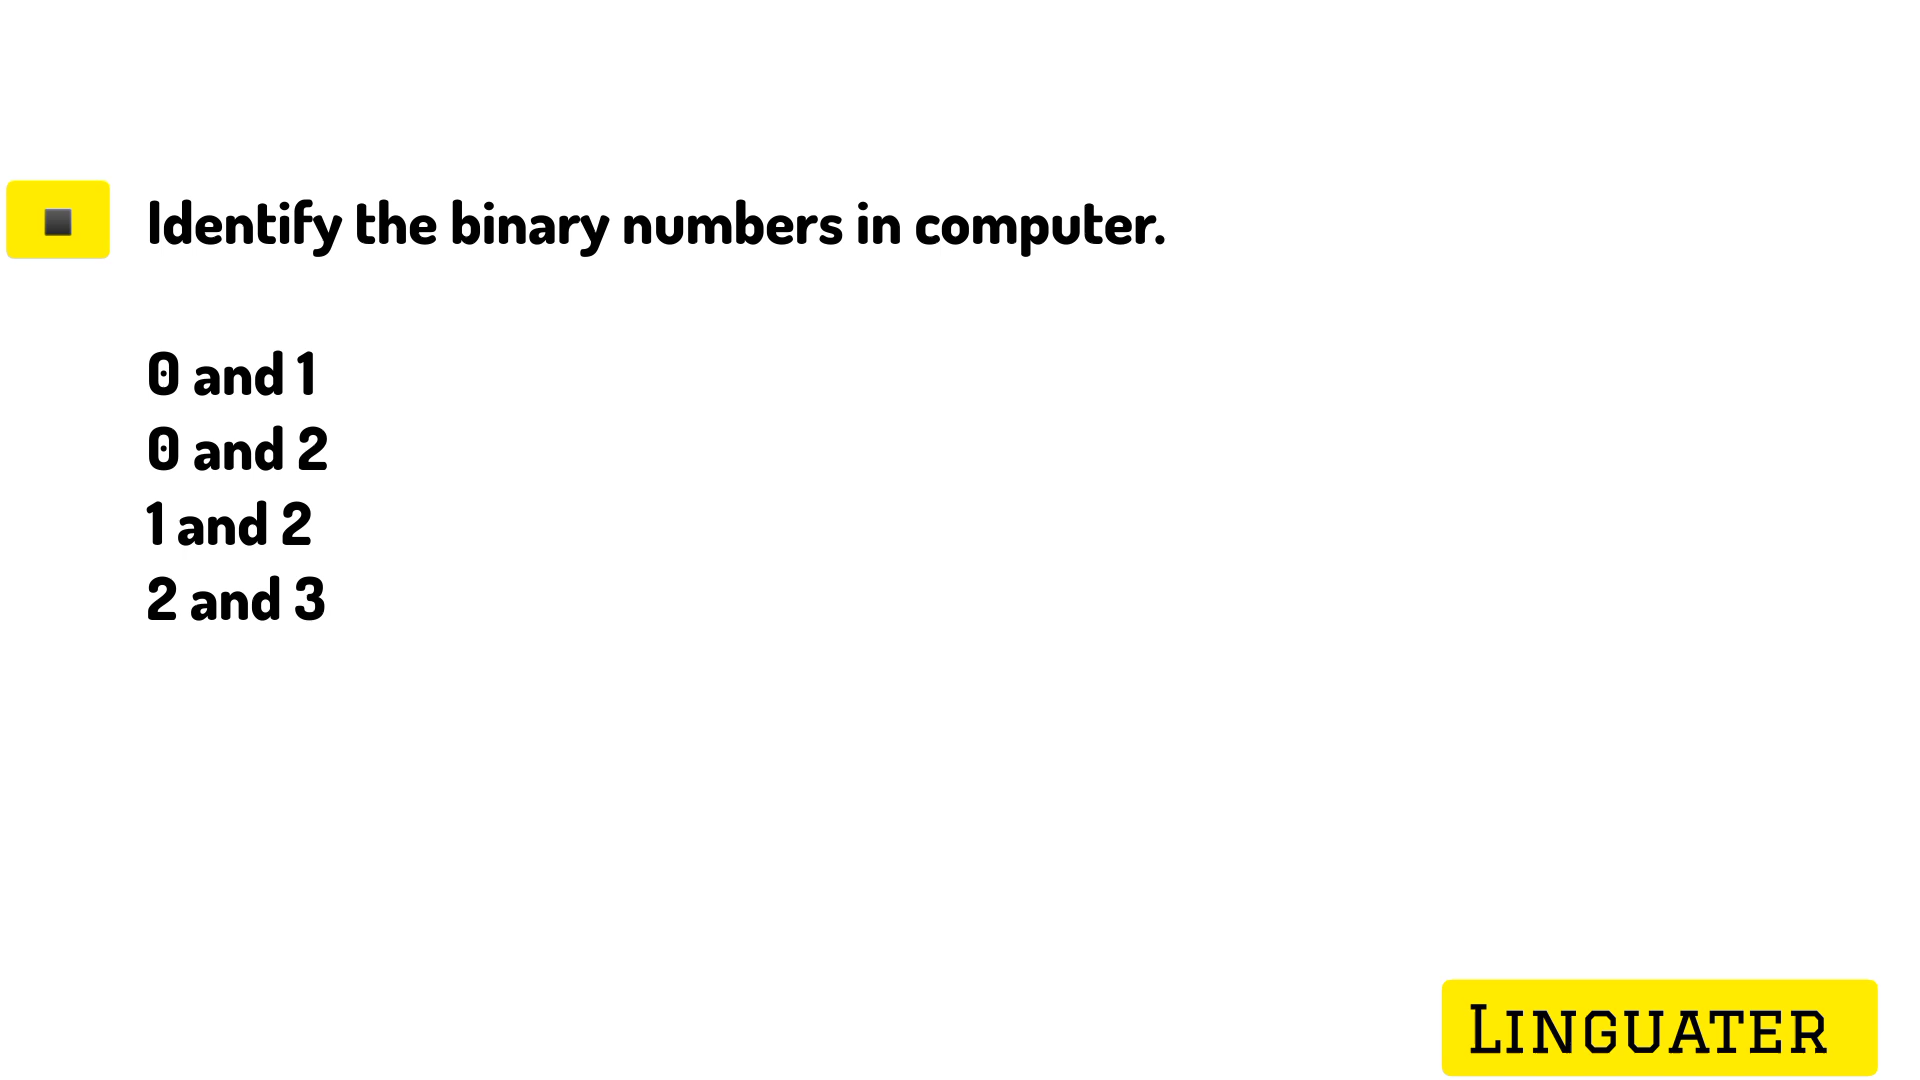 Identify the binary numbers in computer.
0 and 1
0 and 2
1 and 2
2 and 3
LINGUATER